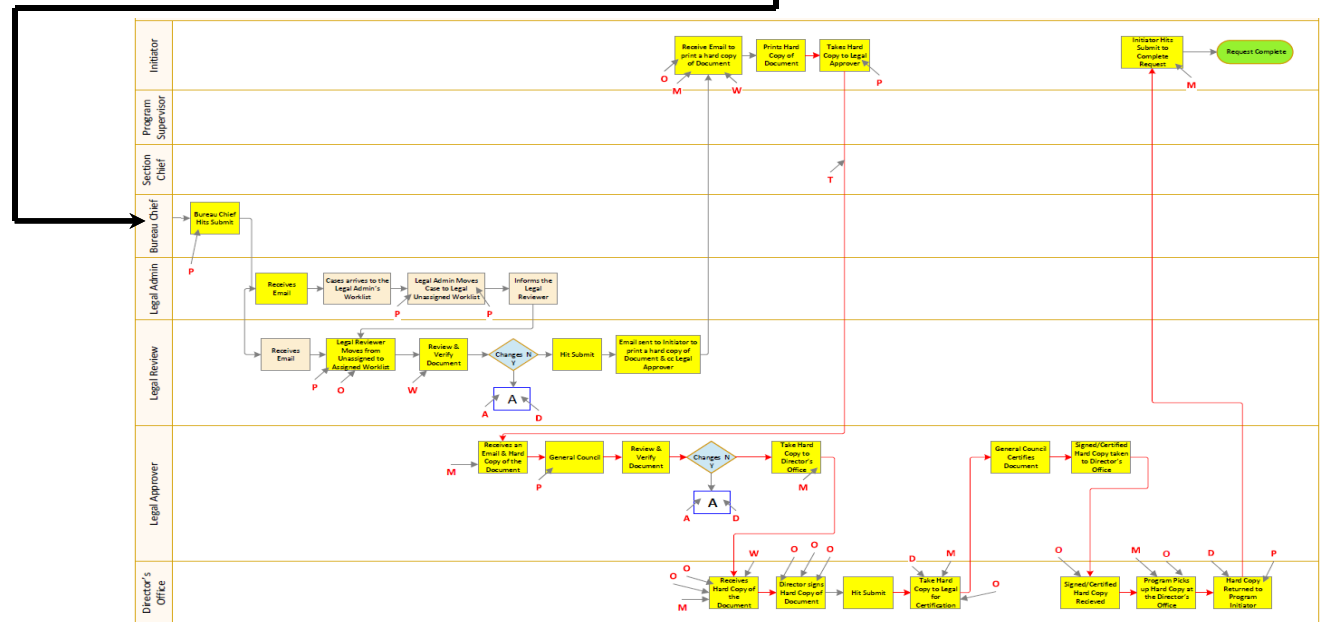 Initiator
Receive Email to
print a hard copy
of Document
Prints Hard
Copy of
Document
Takes Hard
Copy to Legal
Approver
Initiator Hits
Submit to
Complete
Request
Request Complete
O
M
W
P
M
Program
Supervisor
Section
Chief
T
Bureau Chief
Bureau Chief
Hits Submit
P
Legal Admin
Receives
Email
Cases arrives to the
Legal Admin's
Worklist
Legal Admin Moves
Case to Legal
Unassigned Worklist
Informs the
Legal
Reviewer
P
P
Legal Review
Receives
Email
Legal Reviewer
Moves from
Unassigned to
Assigned Worklist
Review &
Verify
Document
Changes N
Y
Hit Submit
Email sent to Initiator to
print a hard copy of
Document & cc Legal
Approver
P
O
W
A
A
D
Legal Approver
Receives an
Email & Hard
Copy of the
Document
General Council
Review &
Verify
Document
Changes N
Y
Take Hard
Copy to
Director's
Office
General Council
Certifies
Document
Signed/Certified
Hard Copy taken
to Director's
Office
M
P
M
A
A
D
Director's
Office
O
O
M
W
O
O
O
D
M
O
O
M
O
D
P
Receives
Hard Copy of
the
Document
Director signs
Hard Copy of
Document
Hit Submit
Take Hard
Copy to Legal
for
Certification
Signed/Certified
Hard Copy
Recieved
Program Picks
up Hard Copy at
the Director's
Office
Hard Copy
Returned to
Program
Initiator